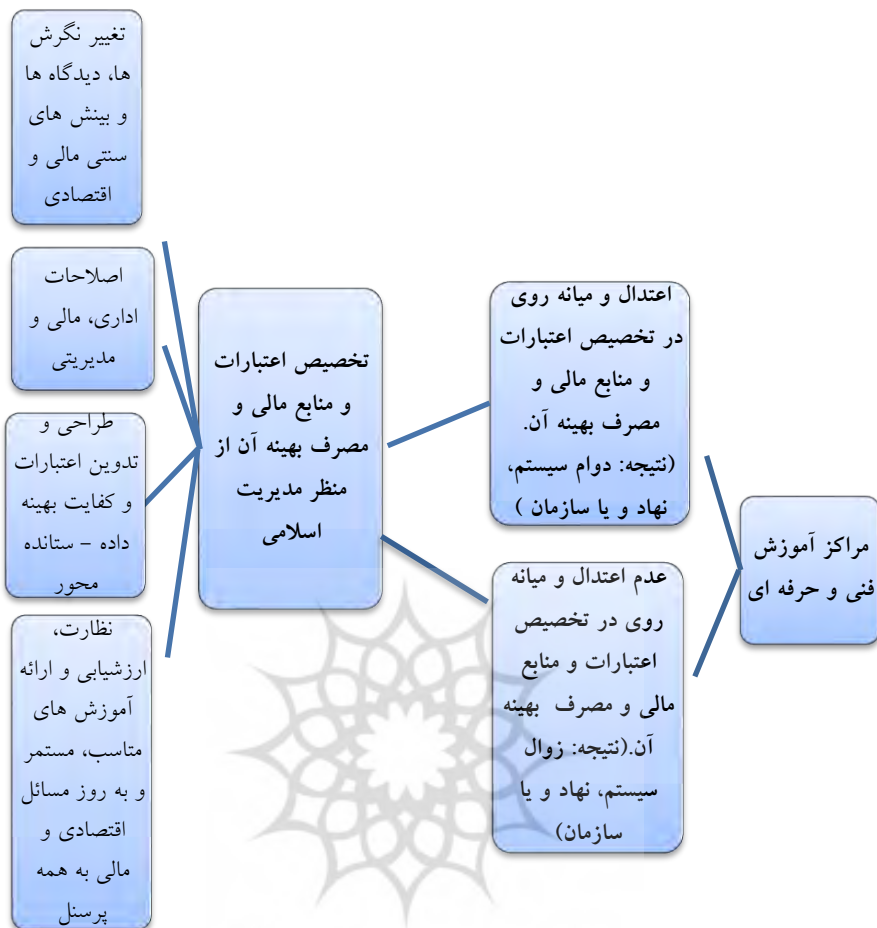 تغییر نگرش
ها، دیدگاه ها
و بینش های
سنتی مالی و
اقتصادی
اصلاحات
اداری، مالی و
مدیریتی
طراحی و
تدوین اعتبارات
و کفایت بهینه
داده – ستانده
محور
نظارت،
ارزشیابی و ارائه
آموزش های
متاسب، مستمر
و به روز مسائل
اقتصادی و
مالی به همه
پرسنل
تخصیص اعتبارات
و منابع مالی و
مصرف بهینه آن از
منظر مدیریت
اسلامی
اعتدال و میانه روی
در تخصیص اعتبارات
و منابع مالی و
مصرف بهینه آن.
(نتیجه: دوام سیستم،
نهاد و یا سازمان )
عدم اعتدال و میانه
روی در تخصیص
اعتبارات و منابع
مالی و مصرف بهینه
آن.(نتیجه: زوال
سیستم، نهاد و یا
سازمان)
مراکز آموزش
فنی و حرفه ای